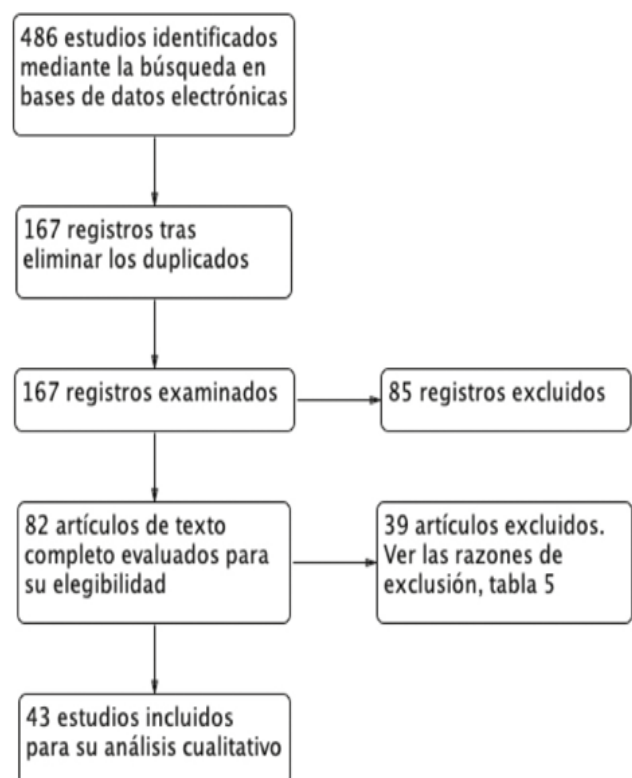 486 estudios identificados
mediante la búsqueda en
bases de datos electrónicas
167 registros tras
eliminar los duplicados
167 registros examinados
85 registros excluidos
82 artículos de texto
completo evaluados para
su elegibilidad
39 artículos excluidos.
Ver las razones de
exclusión, tabla 5
43 estudios incluidos
para su análisis cualitativo